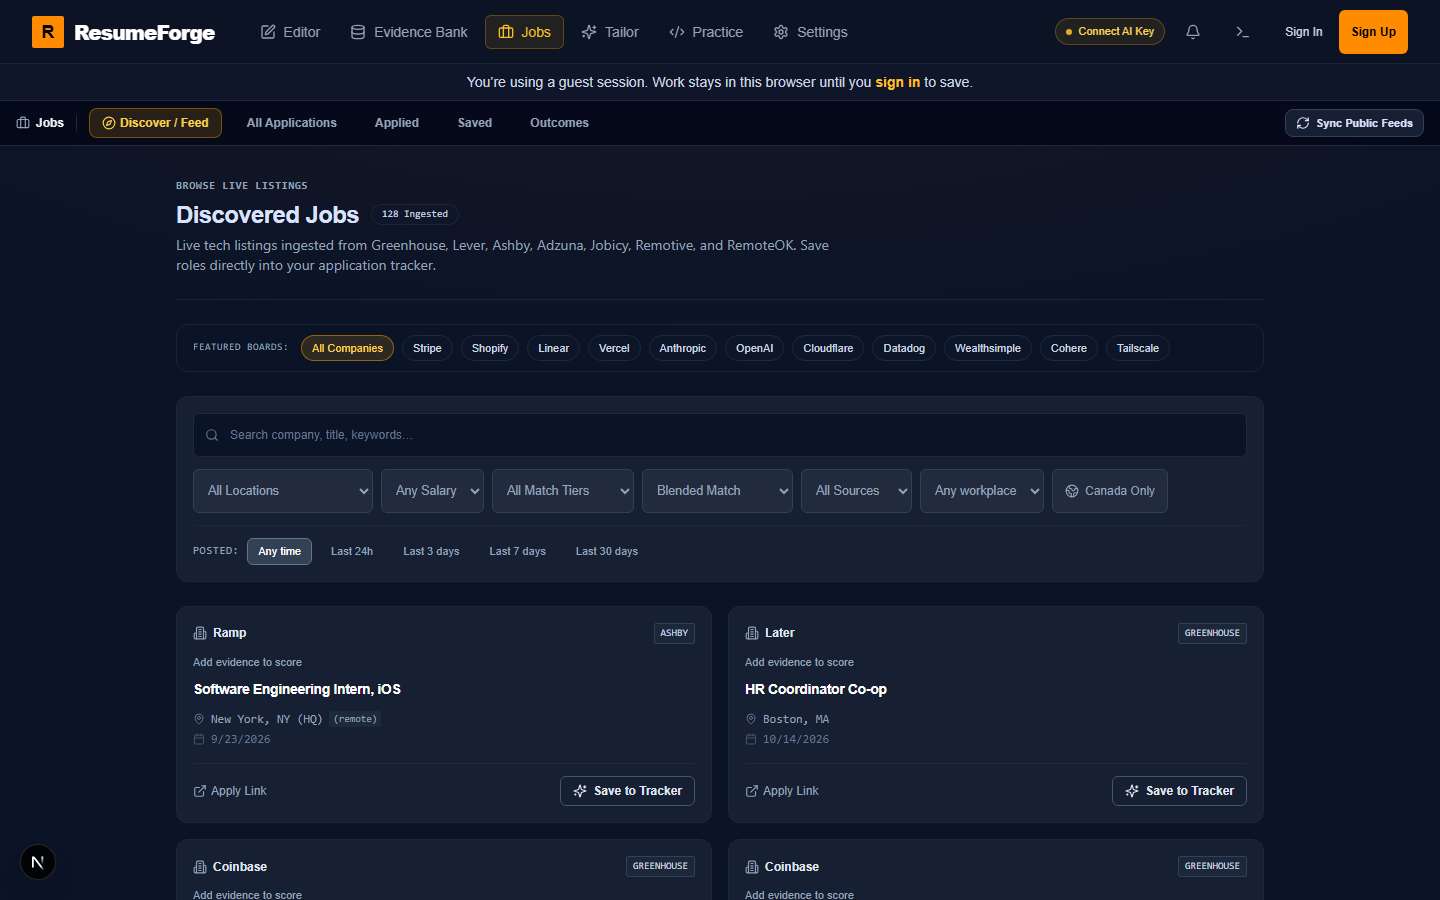 R ResumeForge Editor Evidence Bank Jobs Tailor Practice Settings Connect AI Key Sign In Sign Up
You're using a guest session. Work stays in this browser until you sign in to save.
Jobs Discover / Feed All Applications Applied Saved Outcomes Sync Public Feeds
BROWSE LIVE LISTINGS
Discovered Jobs 128 Ingested
Live tech listings ingested from Greenhouse, Lever, Ashby, Adzuna, Jobicy, Remotive, and RemoteOK. Save
roles directly into your application tracker.
FEATURED BOARDS: All Companies Stripe Shopify Linear Vercel Anthropic OpenAI Cloudflare Datadog Wealthsimple Cohere Tailscale
Search company, title, keywords...
All Locations Any Salary All Match Tiers Blended Match All Sources Any workplace Canada Only
POSTED: Any time Last 24h Last 3 days Last 7 days Last 30 days
Ramp ASHBY
Add evidence to score
Software Engineering Intern, iOS
New York, NY (HQ) (remote)
9/23/2026
Apply Link Save to Tracker
Later GREENHOUSE
Add evidence to score
HR Coordinator Co-op
Boston, MA
10/14/2026
Apply Link Save to Tracker
Coinbase GREENHOUSE
Add evidence to score
Coinbase GREENHOUSE
Add evidence to score
N